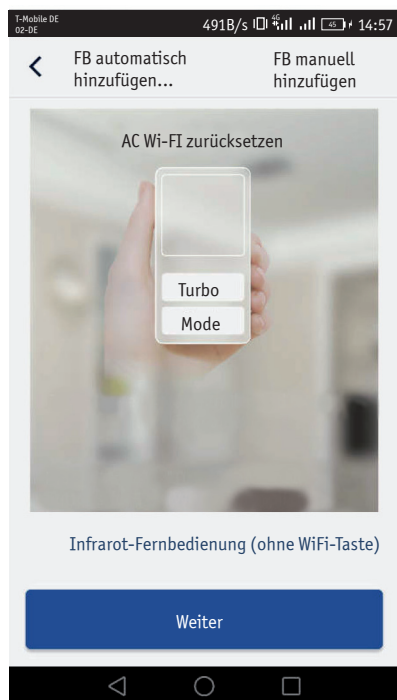 T-Mobile DE
02-DE
491B/s 4G 45 14:57
FB automatisch
hinzufügen...
FB manuell
hinzufügen
AC Wi-FI zurücksetzen
Turbo
Mode
Infrarot-Fernbedienung (ohne WiFi-Taste)
Weiter